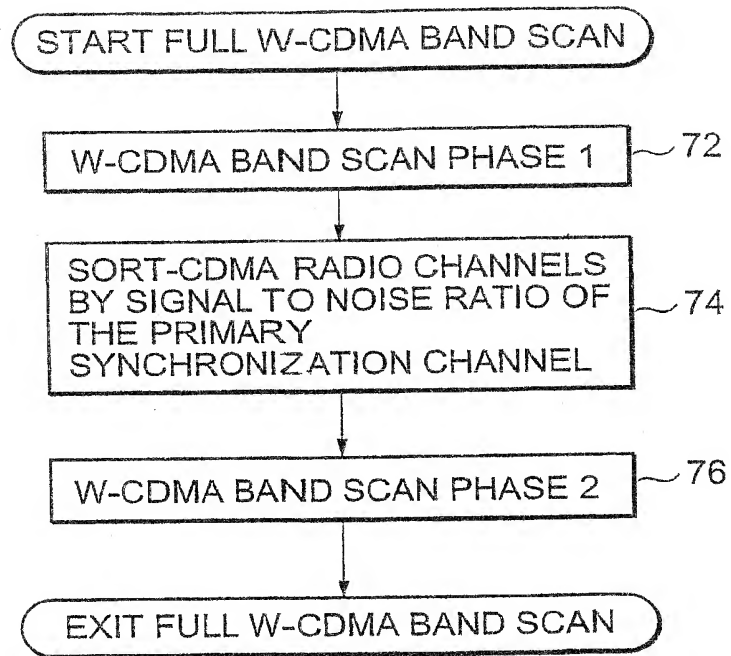 START FULL W-CDMA BAND SCAN
W-CDMA BAND SCAN PHASE 1
72
SORT-CDMA RADIO CHANNELS
BY SIGNAL TO NOISE RATIO OF
THE PRIMARY
SYNCHRONIZATION CHANNEL
74
W-CDMA BAND SCAN PHASE 2
76
EXIT FULL W-CDMA BAND SCAN